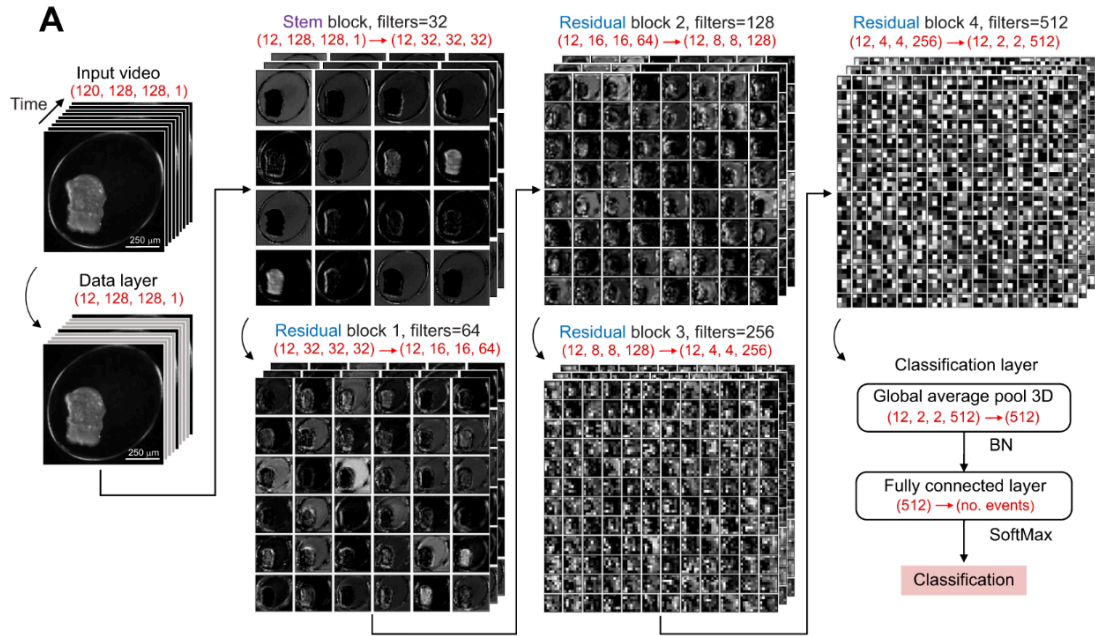 A
Input video
(120, 128, 128, 1)
Time
250 μm
Data layer
(12, 128, 128, 1)
250 μm
Stem block, filters=32
(12, 128, 128, 1) → (12, 32, 32, 32)
Residual block 1, filters=64
(12, 32, 32, 32) → (12, 16, 16, 64)
Residual block 2, filters=128
(12, 16, 16, 64) → (12, 8, 8, 128)
Residual block 3, filters=256
(12, 8, 8, 128) → (12, 4, 4, 256)
Residual block 4, filters=512
(12, 4, 4, 256) → (12, 2, 2, 512)
Classification layer
Global average pool 3D
(12, 2, 2, 512) → (512)
BN
Fully connected layer
(512) → (no. events)
SoftMax
Classification